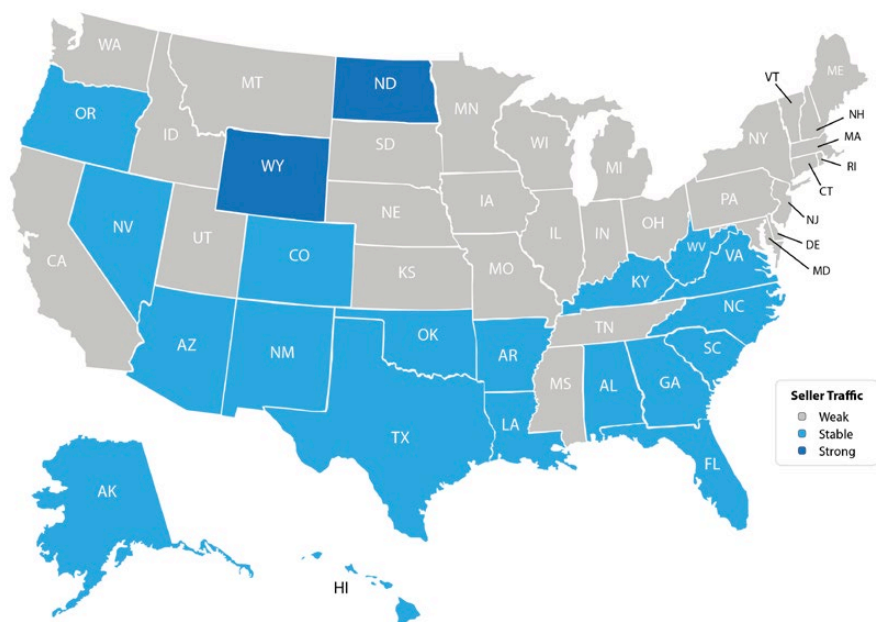 WA
MT
ND
MN
VT
ME
OR
ID
SD
WI
NH
MA
NY
MI
RI
WY
CT
PA
NE
IA
NJ
NV
UT
IL
IN
OH
DE
CO
WV
VA
MD
CA
KS
MO
KY
NC
TN
OK
AZ
NM
AR
SC
MS
AL
GA
Seller Traffic
Weak
Stable
Strong
LA
TX
FL
AK
HI